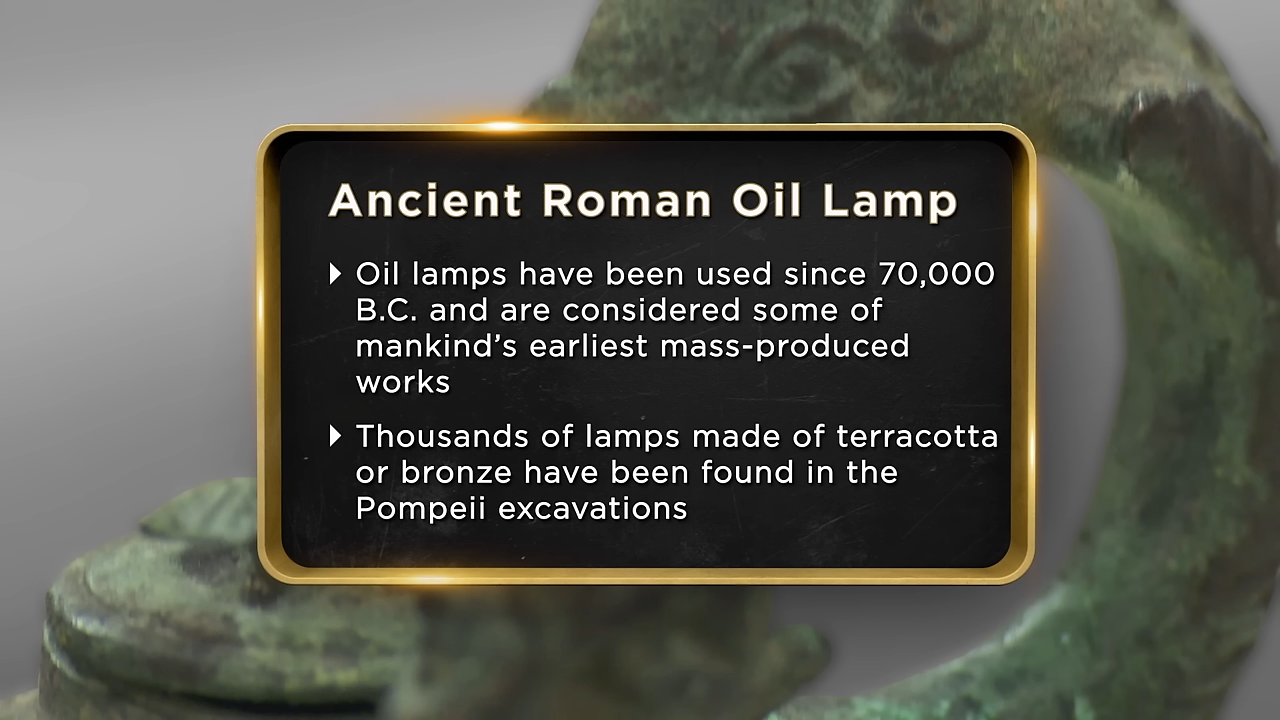 Ancient Roman Oil Lamp
Oil lamps have been used since 70,000
B.C. and are considered some of
mankind’s earliest mass-produced
works
Thousands of lamps made of terracotta
or bronze have been found in the
Pompeii excavations